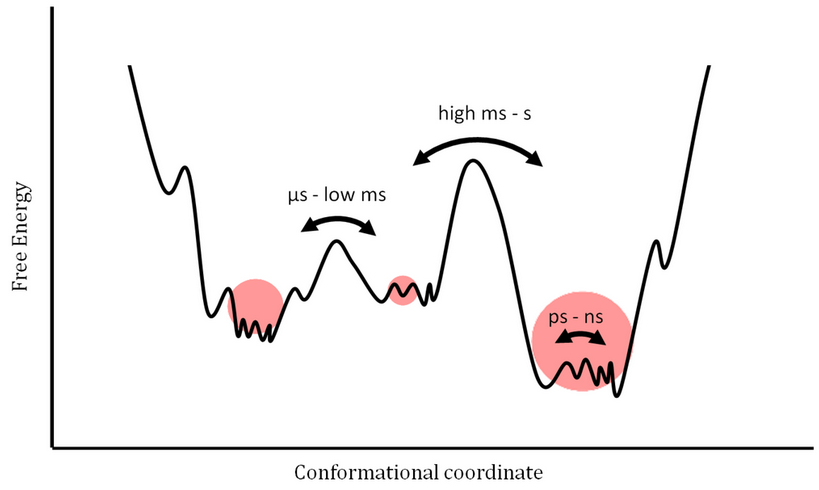 high ms - s
µs - low ms
ps - ns
Free Energy
Conformational coordinate